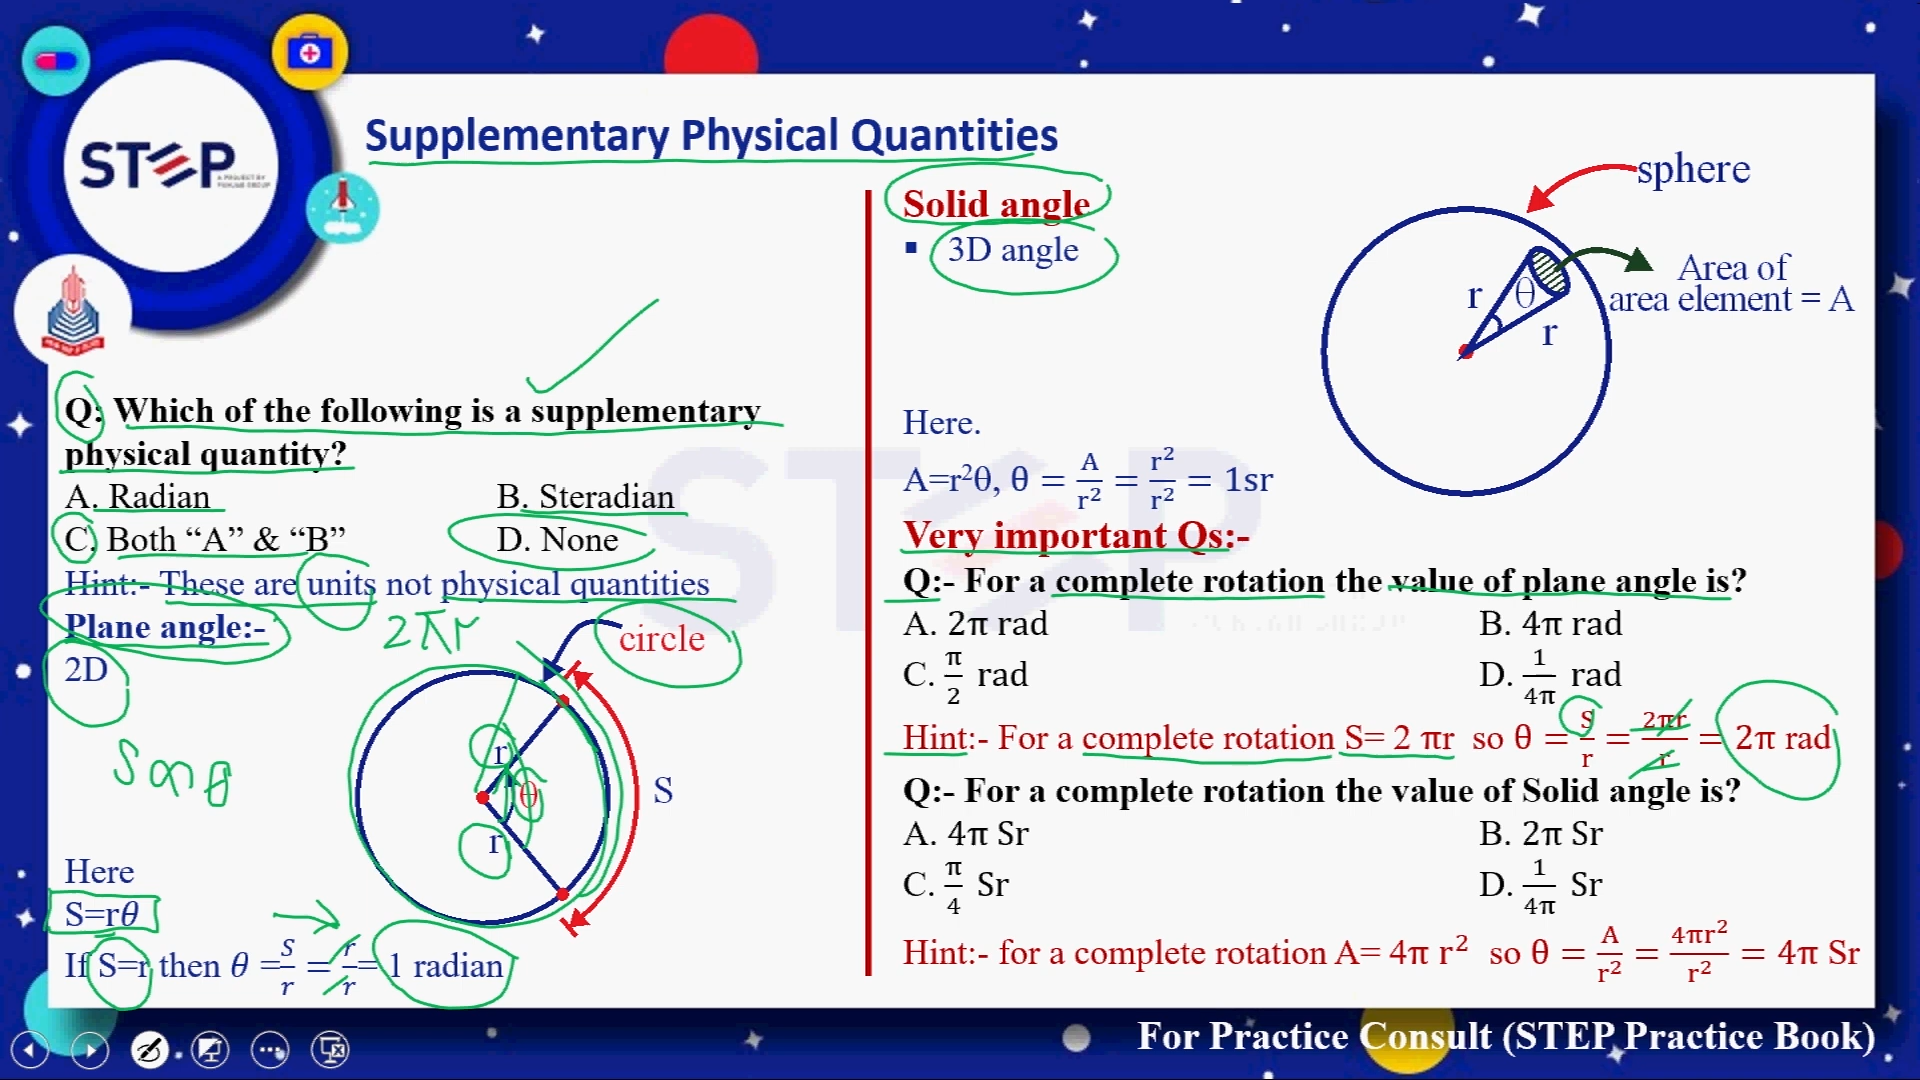 STEP
A PROJECT BY
PUNJAB GROUP
Supplementary Physical Quantities
Q: Which of the following is a supplementary
physical quantity?
A. Radian
B. Steradian
C. Both “A” & “B”
D. None
Hint:- These are units not physical quantities
Plane angle:-
2D
2πr
circle
r
θ
r
S
S∝θ
Here
S=rθ
If S=r then θ = S/r = r/r = 1 radian
Solid angle
▪ 3D angle
sphere
r
θ
r
Area of
area element = A
Here.
A=r²θ, θ = A/r² = r²/r² = 1sr
Very important Qs:-
Q:- For a complete rotation the value of plane angle is?
A. 2π rad
B. 4π rad
C. π/2 rad
D. 1/4π rad
Hint:- For a complete rotation S= 2 πr so θ = S/r = 2πr/r = 2π rad
Q:- For a complete rotation the value of Solid angle is?
A. 4π Sr
B. 2π Sr
C. π/4 Sr
D. 1/4π Sr
Hint:- for a complete rotation A= 4π r² so θ = A/r² = 4πr²/r² = 4π Sr
For Practice Consult (STEP Practice Book)